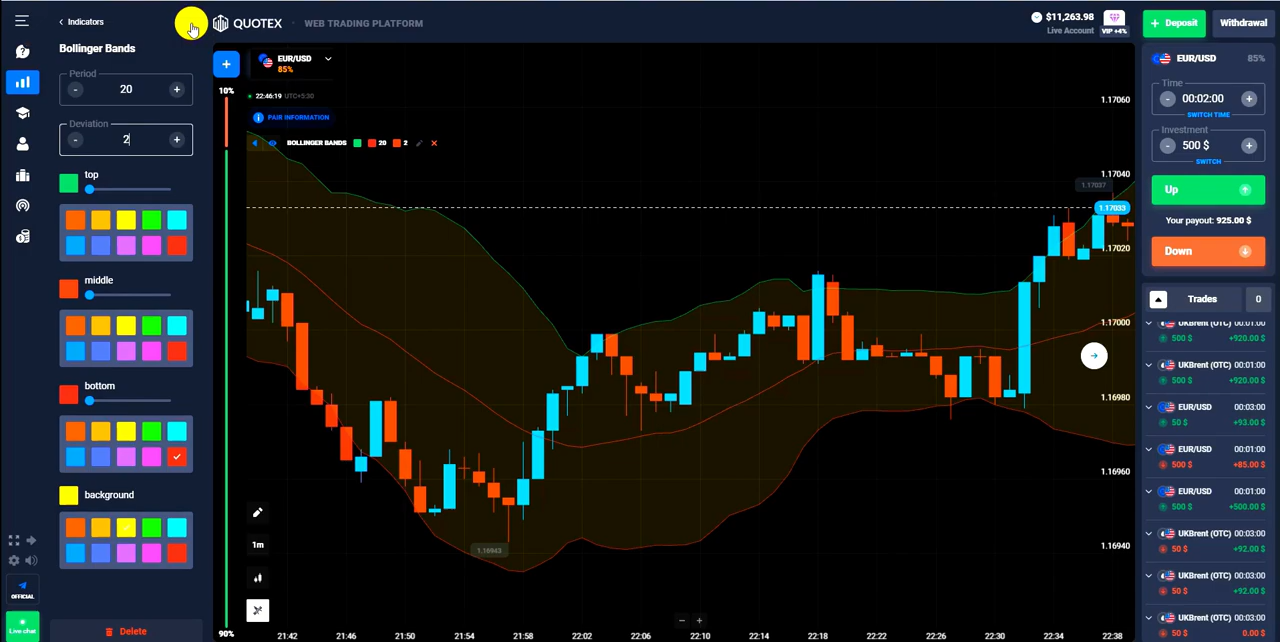 Indicators
Bollinger Bands
Period
- 20 +
Deviation
- 2 +
top
middle
bottom
background
Delete
OFFICIAL
Live chat
QUOTEX
WEB TRADING PLATFORM
$11,263.98
Live Account
VIP +4%
+ Deposit
Withdrawal
+
EUR/USD
85%
10%
22:46:19 UTC+5:30
PAIR INFORMATION
BOLLINGER BANDS 20 2
1.17060
1.17040
1.17037
1.17033
1.17020
1.17000
1.16980
1.16960
1.16943
1.16940
1m
90%
- +
21:42 21:46 21:50 21:54 21:58 22:02 22:06 22:10 22:14 22:18 22:22 22:26 22:30 22:34 22:38
EUR/USD 85%
Time
- 00:02:00 +
SWITCH TIME
Investment
- 500 $ +
SWITCH
Up
Your payout: 925.00 $
Down
Trades 0
UKBrent (OTC) 00:01:00
500 $ +920.00 $
UKBrent (OTC) 00:01:00
500 $ +920.00 $
EUR/USD 00:03:00
50 $ +93.00 $
EUR/USD 00:01:00
500 $ +85.00 $
EUR/USD 00:01:00
500 $ +500.00 $
UKBrent (OTC) 00:03:00
50 $ +92.00 $
UKBrent (OTC) 00:03:00
50 $ +92.00 $
UKBrent (OTC) 00:03:00
50 $ 0.00 $